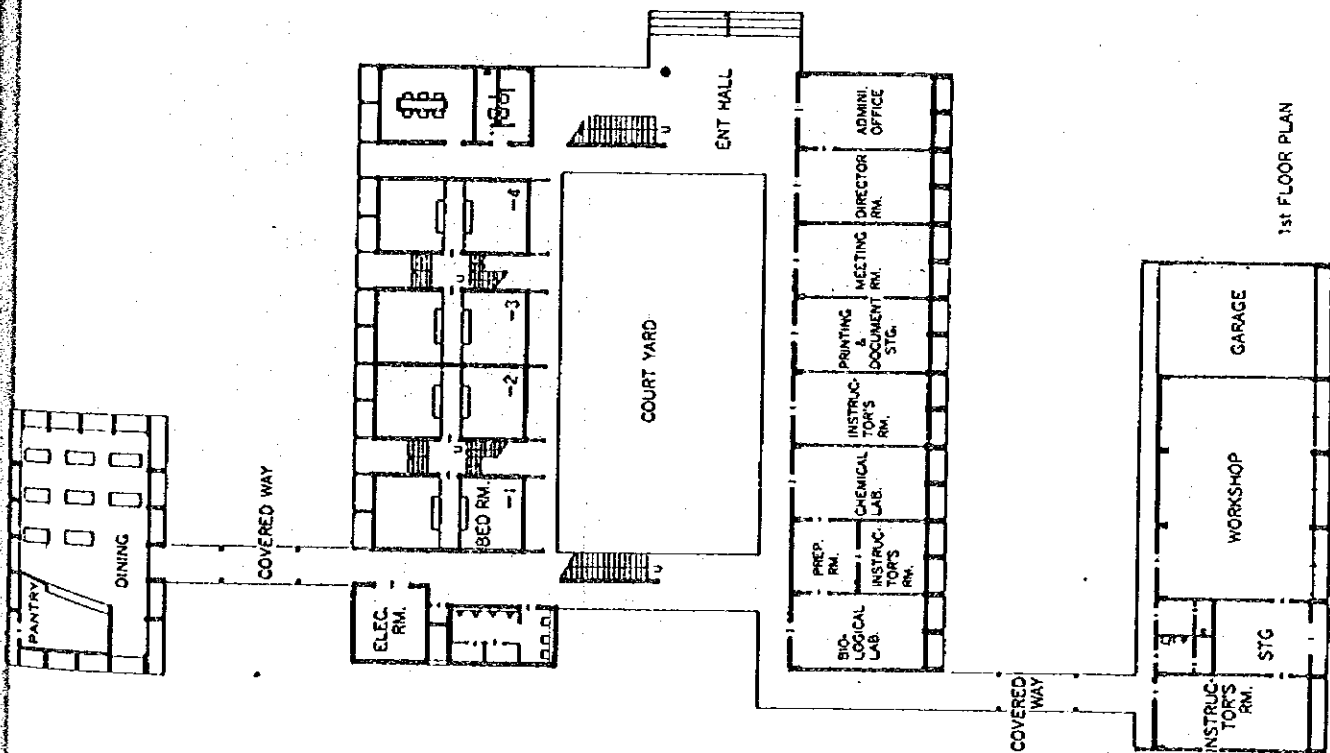 PANTRY
DINING
COVERED WAY
ELEC.
RM.
BED RM.
-1
-2
-3
-4
U
U
U
U
COURT YARD
ENT HALL
BIO-
LOGICAL
LAB.
PREP.
RM.
INSTRUC-
TOR'S
RM.
CHEMICAL
LAB.
INSTRUC-
TOR'S
RM.
PRINTING
&
DOCUMENT
STG.
MEETING
RM.
DIRECTOR
RM.
ADMINI.
OFFICE
COVERED
WAY
INSTRUC-
TOR'S
RM.
STG
WORKSHOP
GARAGE
1st FLOOR PLAN